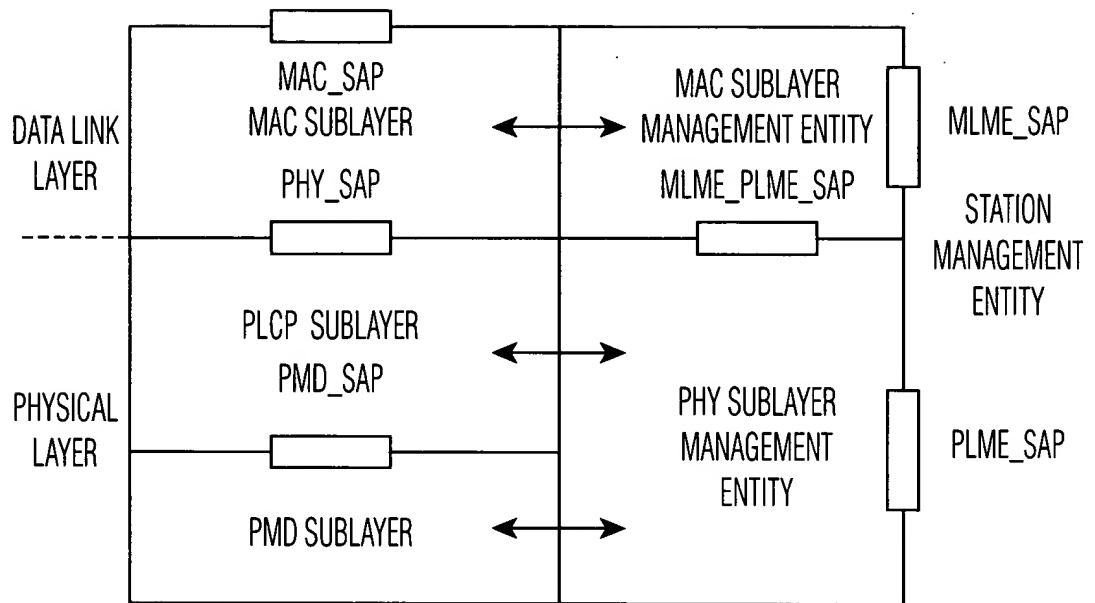 MAC_SAP
MAC SUBLAYER
DATA LINK
LAYER
PHY_SAP
MAC SUBLAYER
MANAGEMENT ENTITY
MLME_PLME_SAP
MLME_SAP
STATION
MANAGEMENT
ENTITY
PHYSICAL
LAYER
PLCP SUBLAYER
PMD_SAP
PMD SUBLAYER
PHY SUBLAYER
MANAGEMENT
ENTITY
PLME_SAP